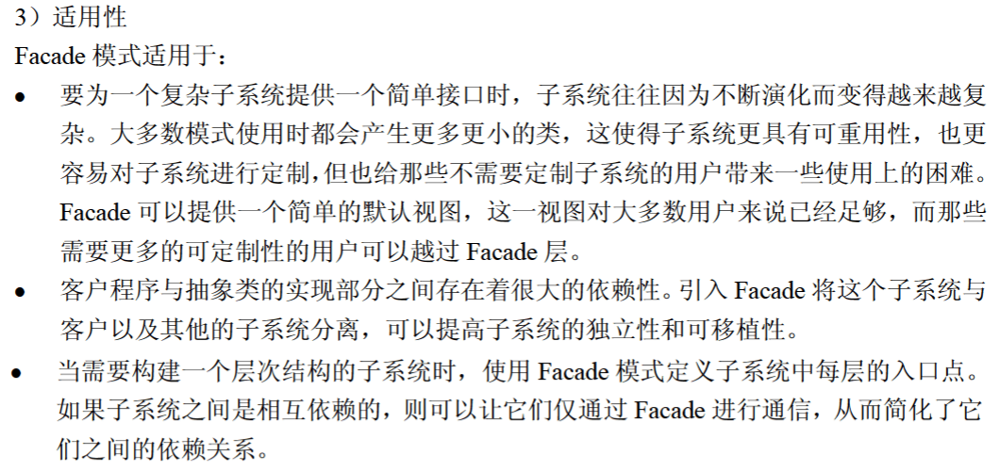 3）适用性
Facade 模式适用于：
● 要为一个复杂子系统提供一个简单接口时，子系统往往因为不断演化而变得越来越复
杂。大多数模式使用时都会产生更多更小的类，这使得子系统更具有可重用性，也更
容易对子系统进行定制，但也给那些不需要定制子系统的用户带来一些使用上的困难。
Facade 可以提供一个简单的默认视图，这一视图对大多数用户来说已经足够，而那些
需要更多的可定制性的用户可以越过 Facade 层。
● 客户程序与抽象类的实现部分之间存在着很大的依赖性。引入 Facade 将这个子系统与
客户以及其他的子系统分离，可以提高子系统的独立性和可移植性。
● 当需要构建一个层次结构的子系统时，使用 Facade 模式定义子系统中每层的入口点。
如果子系统之间是相互依赖的，则可以让它们仅通过 Facade 进行通信，从而简化了它
们之间的依赖关系。